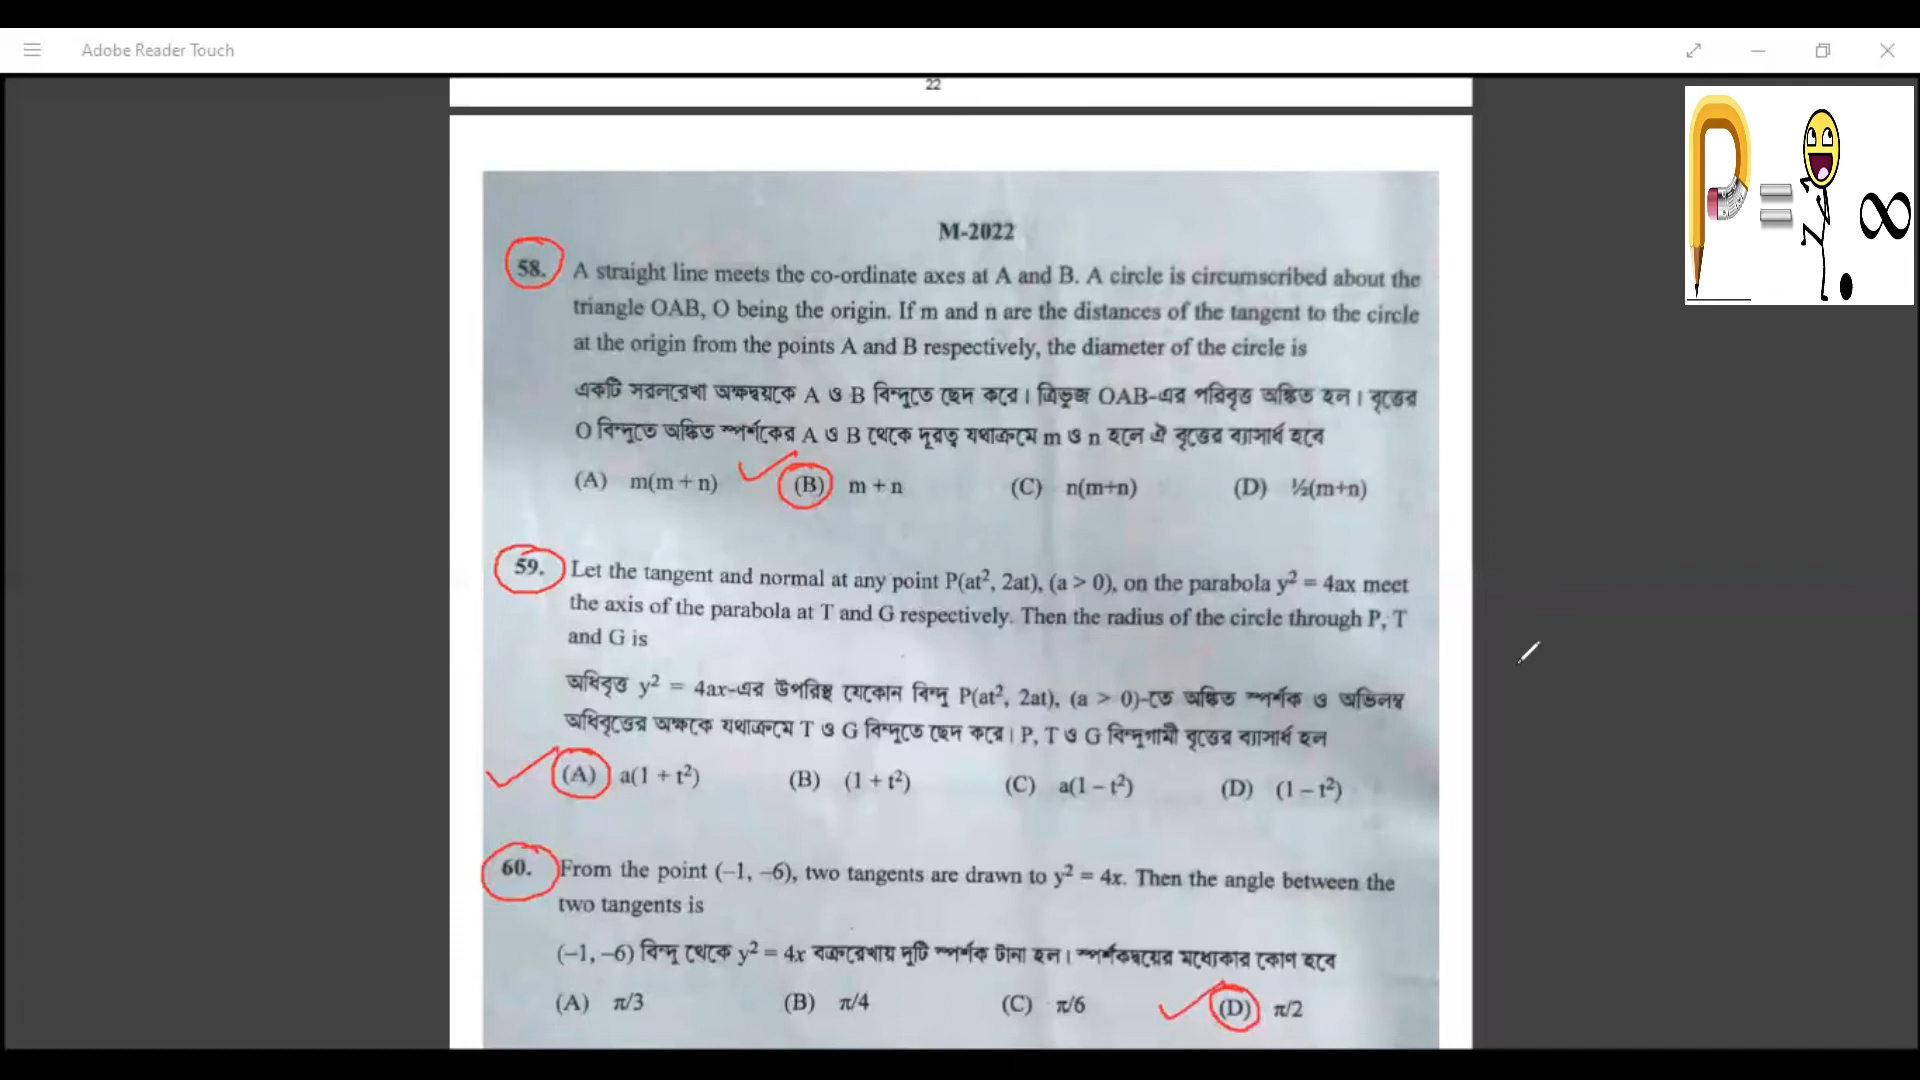 Adobe Reader Touch
22
M-2022
58. A straight line meets the co-ordinate axes at A and B. A circle is circumscribed about the
triangle OAB, O being the origin. If m and n are the distances of the tangent to the circle
at the origin from the points A and B respectively, the diameter of the circle is
একটি সরলরেখা অক্ষদ্বয়কে A ও B বিন্দুতে ছেদ করে। ত্রিভুজ OAB-এর পরিবৃত্ত অঙ্কিত হল। বৃত্তের
O বিন্দুতে অঙ্কিত স্পর্শকের A ও B থেকে দূরত্ব যথাক্রমে m ও n হলে ঐ বৃত্তের ব্যাসার্ধ হবে
(A) m(m + n) (B) m + n (C) n(m+n) (D) ½(m+n)
59. Let the tangent and normal at any point P(at², 2at), (a > 0), on the parabola y² = 4ax meet
the axis of the parabola at T and G respectively. Then the radius of the circle through P, T
and G is
অধিবৃত্ত y² = 4ax-এর উপরিস্থ যেকোন বিন্দু P(at², 2at), (a > 0)-তে অঙ্কিত স্পর্শক ও অভিলম্ব
অধিবৃত্তের অক্ষকে যথাক্রমে T ও G বিন্দুতে ছেদ করে। P, T ও G বিন্দুগামী বৃত্তের ব্যাসার্ধ হল
(A) a(1 + t²) (B) (1 + t²) (C) a(1 – t²) (D) (1 – t²)
60. From the point (–1, –6), two tangents are drawn to y² = 4x. Then the angle between the
two tangents is
(–1, –6) বিন্দু থেকে y² = 4x বক্ররেখায় দুটি স্পর্শক টানা হল। স্পর্শকদ্বয়ের মধ্যেকার কোণ হবে
(A) π/3 (B) π/4 (C) π/6 (D) π/2
P = ∞